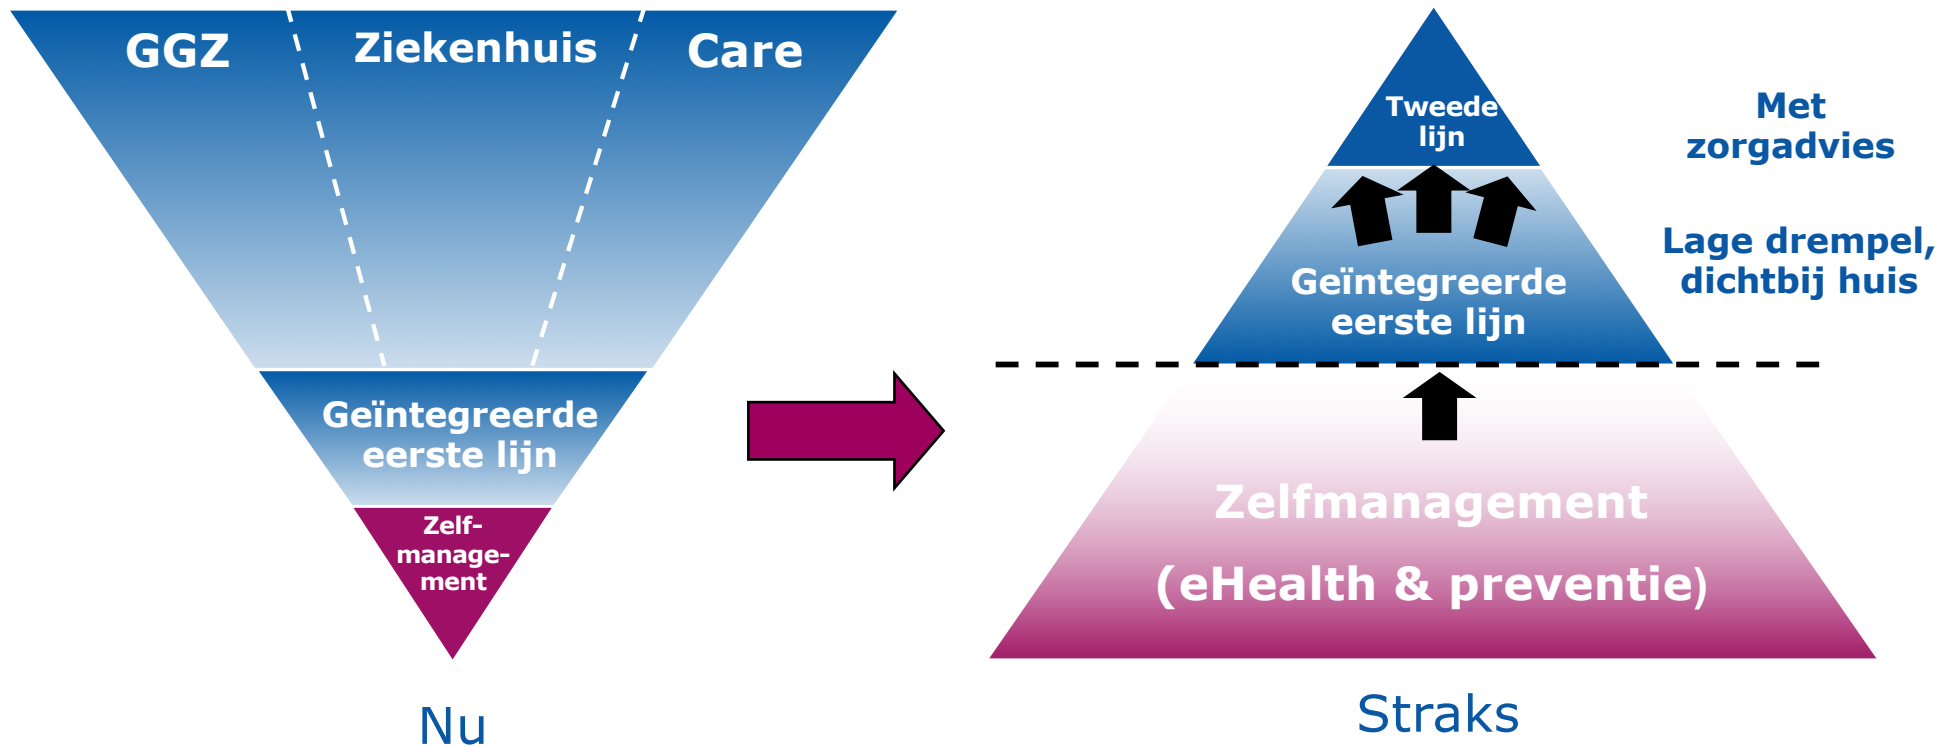 GGZ
Ziekenhuis
Care
Geïntegreerde
eerste lijn
Zelf-
manage-
ment
Nu
Tweede
lijn
Met
zorgadvies
Geïntegreerde
eerste lijn
Lage drempel,
dichtbij huis
Zelfmanagement
(eHealth & preventie)
Straks